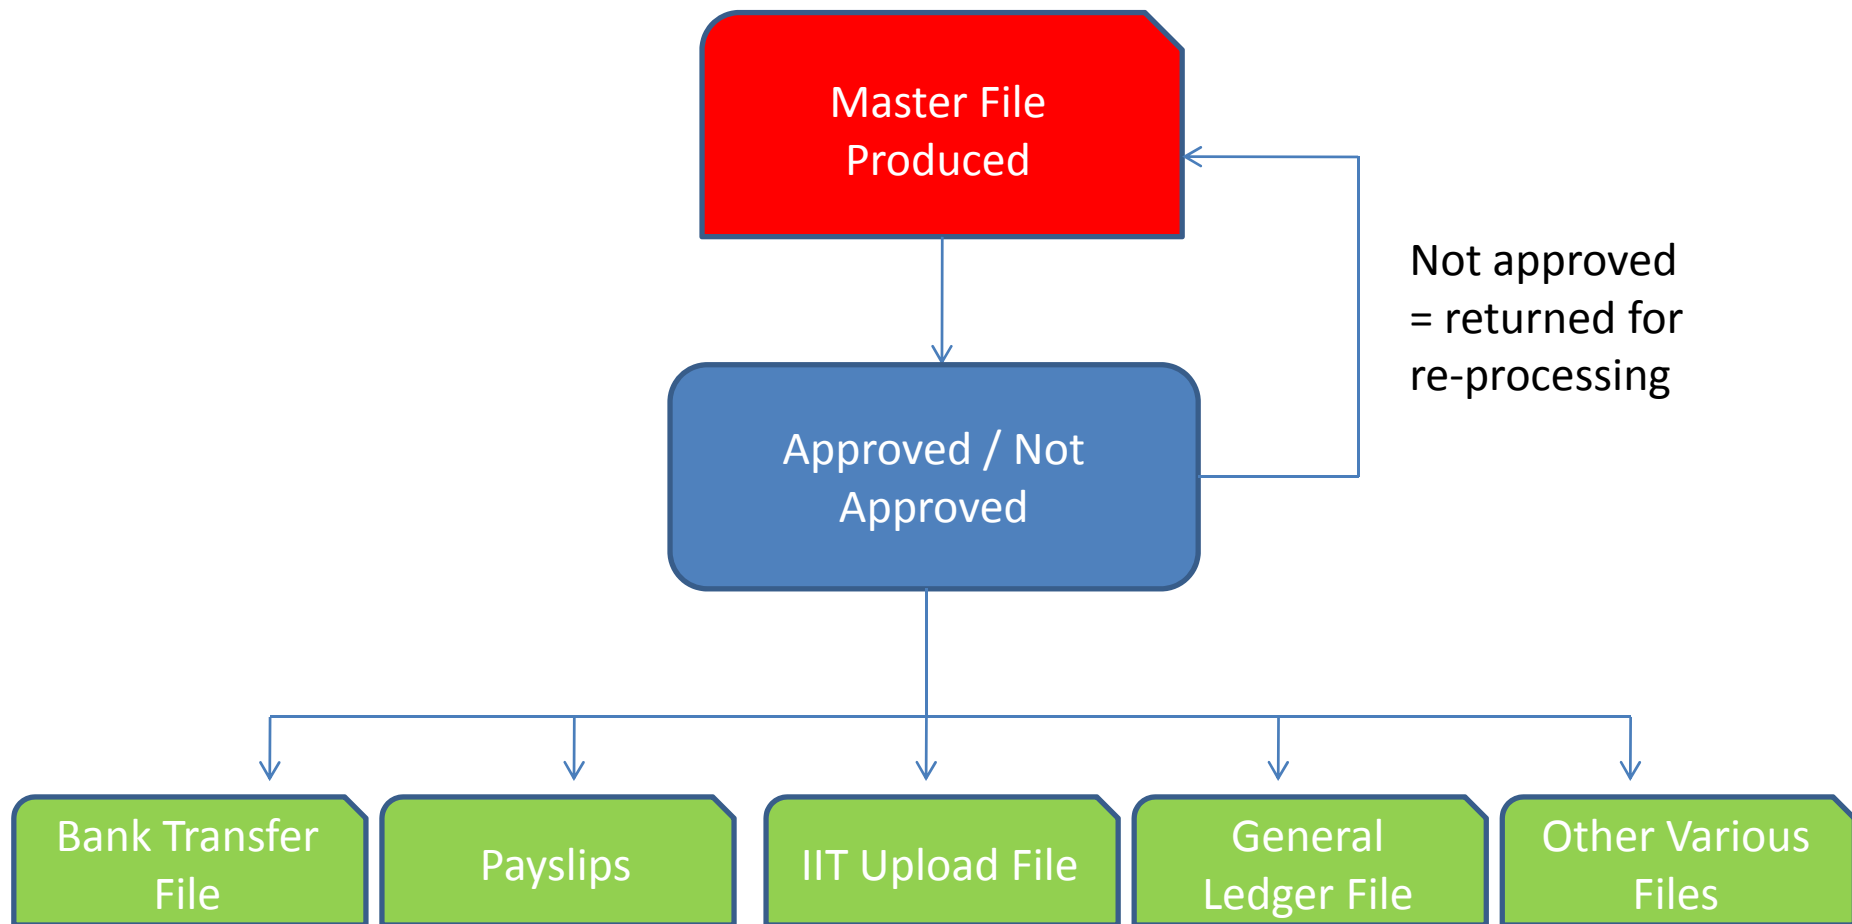 Master File
Produced
Not approved
= returned for
re-processing
Approved / Not
Approved
Bank Transfer
File
Payslips
IIT Upload File
General
Ledger File
Other Various
Files